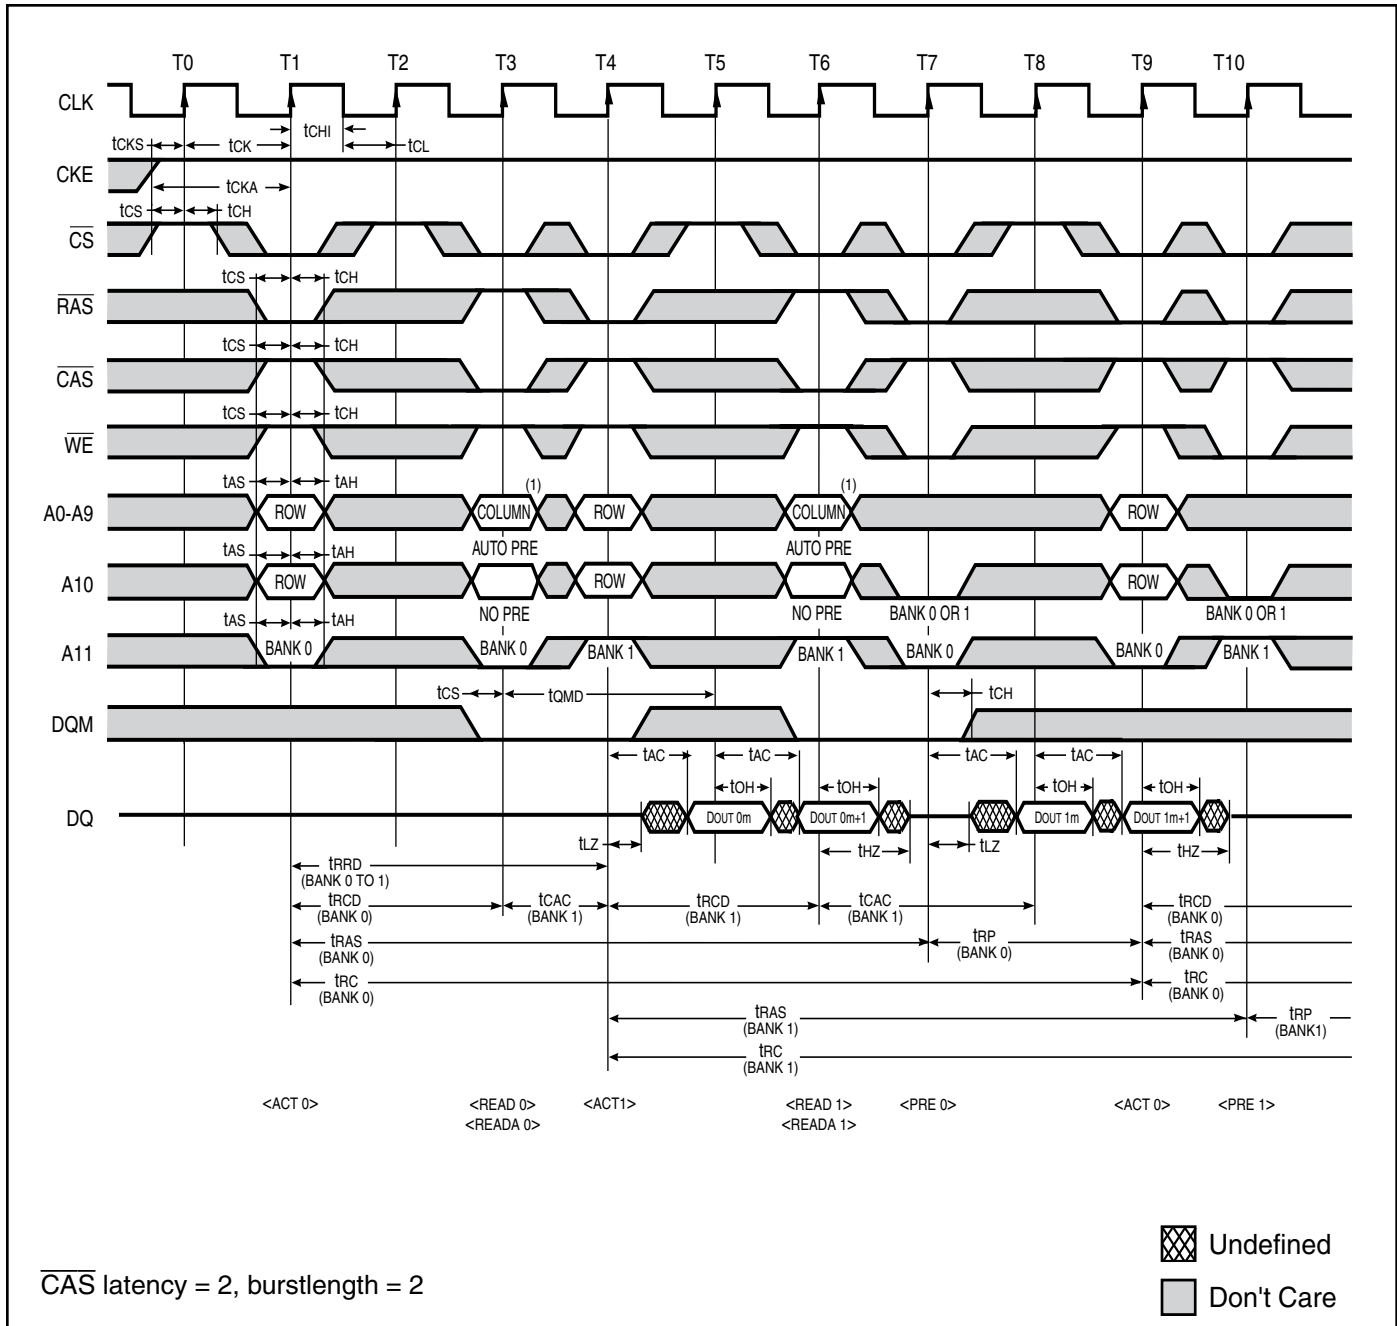 T0 T1 T2 T3 T4 T5 T6 T7 T8 T9 T10
CLK
tCHI
tCKS tCK tCL
CKE
tCKA
tCS tCH
CS
tCS tCH
RAS
tCS tCH
CAS
tCS tCH
WE
tAS tAH (1) (1)
A0-A9 ROW COLUMN ROW COLUMN ROW
tAS tAH AUTO PRE AUTO PRE
A10 ROW ROW ROW
NO PRE NO PRE BANK 0 OR 1 BANK 0 OR 1
tAS tAH
A11 BANK 0 BANK 0 BANK 1 BANK 1 BANK 0 BANK 0 BANK 1
tCS tQMD tCH
DQM
tAC tAC tAC tAC
tOH tOH tOH tOH
DQ DOUT 0m DOUT 0m+1 DOUT 1m DOUT 1m+1
tLZ tHZ tLZ tHZ
tRRD
(BANK 0 TO 1)
tRCD tCAC tRCD tCAC tRCD
(BANK 0) (BANK 1) (BANK 1) (BANK 1) (BANK 0)
tRAS tRP tRAS
(BANK 0) (BANK 0) (BANK 0)
tRC tRC
(BANK 0) (BANK 0)
tRAS tRP
(BANK 1) (BANK1)
tRC
(BANK 1)
<ACT 0> <READ 0> <ACT1> <READ 1> <PRE 0> <ACT 0> <PRE 1>
<READA 0> <READA 1>
Undefined
CAS latency = 2, burstlength = 2
Don't Care